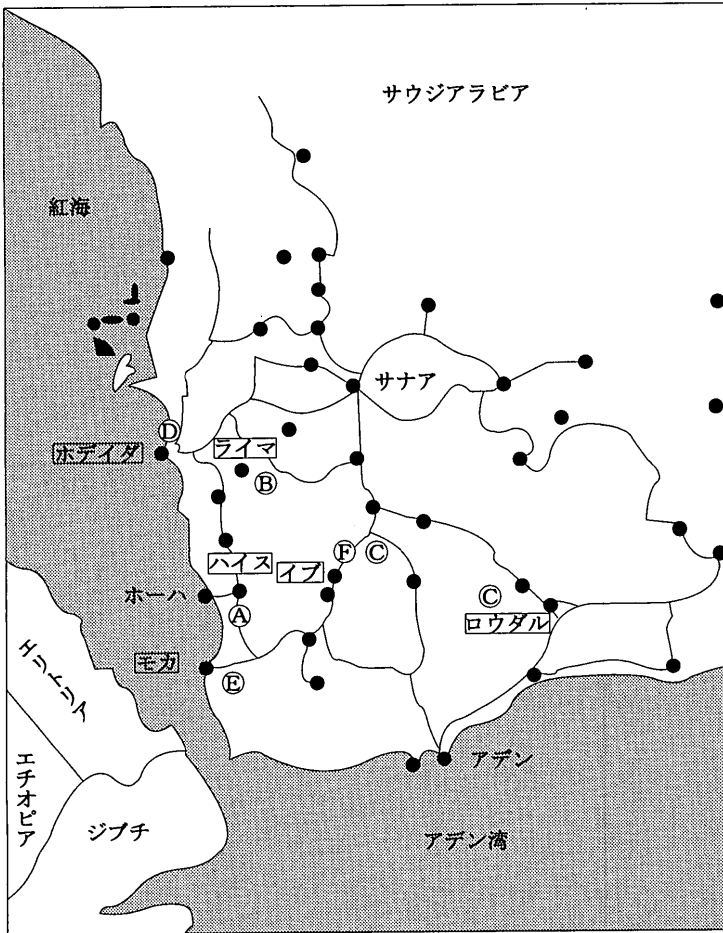 サウジアラビア
紅海
サナア
Ⓓ
ホデイダ
ライマ
Ⓑ
ハイス
イブ
Ⓕ
Ⓒ
ホーハ
Ⓐ
Ⓒ
ロウダル
モカ
Ⓔ
エリトリア
エチオピア
ジブチ
アデン
アデン湾